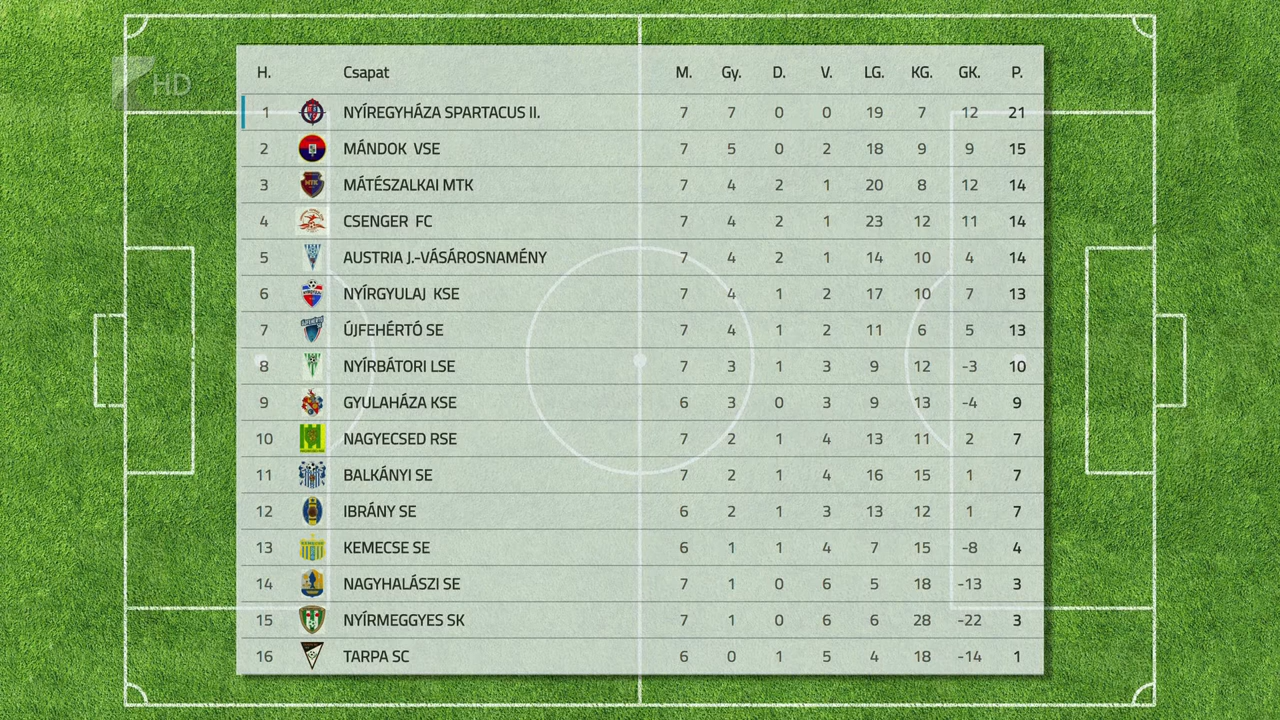 HD
H. Csapat M. Gy. D. V. LG. KG. GK. P.
1 NYÍREGYHÁZA SPARTACUS II. 7 7 0 0 19 7 12 21
2 MÁNDOK VSE 7 5 0 2 18 9 9 15
3 MÁTÉSZALKAI MTK 7 4 2 1 20 8 12 14
4 CSENGER FC 7 4 2 1 23 12 11 14
5 AUSTRIA J.-VÁSÁROSNAMÉNY 7 4 2 1 14 10 4 14
6 NYÍRGYULAJ KSE 7 4 1 2 17 10 7 13
7 ÚJFEHÉRTÓ SE 7 4 1 2 11 6 5 13
8 NYÍRBÁTORI LSE 7 3 1 3 9 12 -3 10
9 GYULAHÁZA KSE 6 3 0 3 9 13 -4 9
10 NAGYECSED RSE 7 2 1 4 13 11 2 7
11 BALKÁNYI SE 7 2 1 4 16 15 1 7
12 IBRÁNY SE 6 2 1 3 13 12 1 7
13 KEMECSE SE 6 1 1 4 7 15 -8 4
14 NAGYHALÁSZI SE 7 1 0 6 5 18 -13 3
15 NYÍRMEGGYES SK 7 1 0 6 6 28 -22 3
16 TARPA SC 6 0 1 5 4 18 -14 1